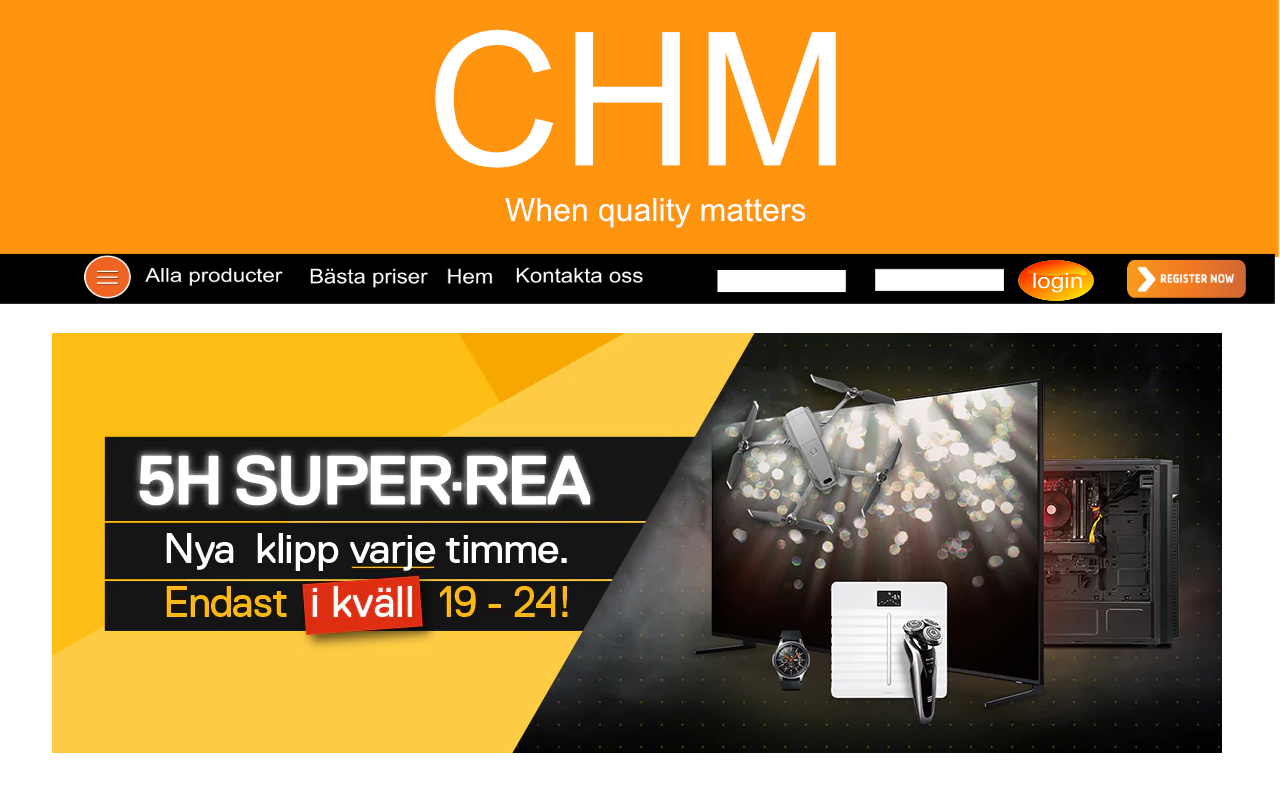 CHM
When quality matters
Alla producter Bästa priser Hem Kontakta oss login REGISTER NOW
5H SUPER·REA
Nya klipp varje timme.
Endast i kväll 19 - 24!